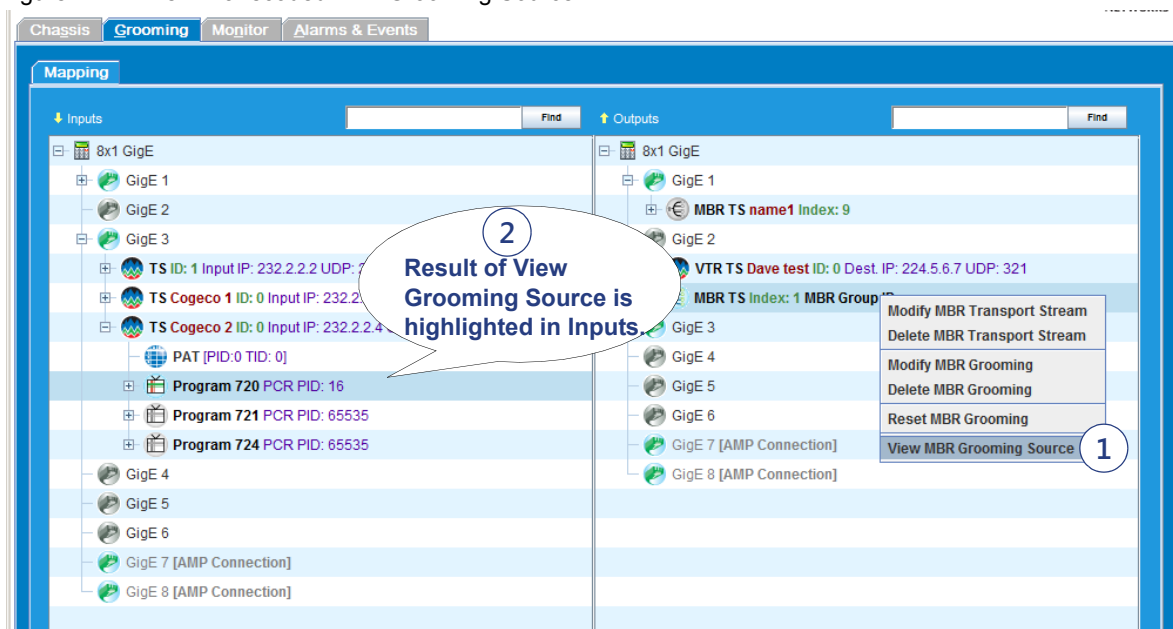 Chassis Grooming Monitor Alarms & Events
Mapping
Inputs Find
8x1 GigE
GigE 1
GigE 2
GigE 3
TS ID: 1 Input IP: 232.2.2.2 UDP:
TS Cogeco 1 ID: 0 Input IP: 232.2
TS Cogeco 2 ID: 0 Input IP: 232.2.2.4
PAT [PID:0 TID: 0]
Program 720 PCR PID: 16
Program 721 PCR PID: 65535
Program 724 PCR PID: 65535
GigE 4
GigE 5
GigE 6
GigE 7 [AMP Connection]
GigE 8 [AMP Connection]
2
Result of View
Grooming Source is
highlighted in Inputs.
Outputs Find
8x1 GigE
GigE 1
MBR TS name1 Index: 9
GigE 2
VTR TS Dave test ID: 0 Dest. IP: 224.5.6.7 UDP: 321
MBR TS Index: 1 MBR Group
GigE 3
GigE 4
GigE 5
GigE 6
GigE 7 [AMP Connection]
GigE 8 [AMP Connection]
Modify MBR Transport Stream
Delete MBR Transport Stream
Modify MBR Grooming
Delete MBR Grooming
Reset MBR Grooming
View MBR Grooming Source
1